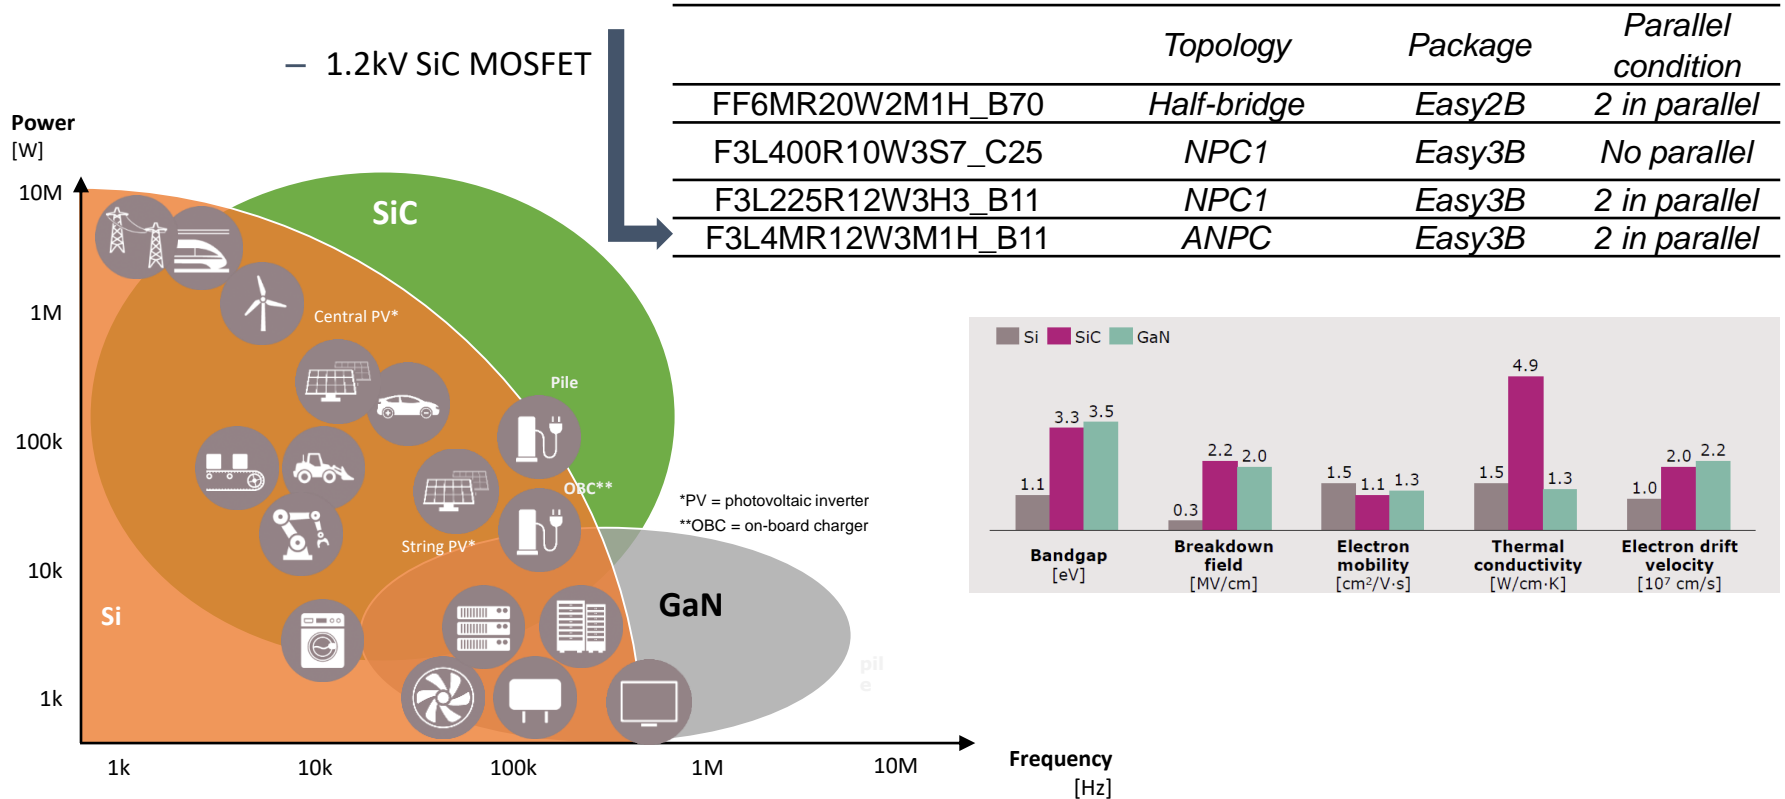 – 1.2kV SiC MOSFET
Topology Package Parallel condition
FF6MR20W2M1H_B70 Half-bridge Easy2B 2 in parallel
F3L400R10W3S7_C25 NPC1 Easy3B No parallel
F3L225R12W3H3_B11 NPC1 Easy3B 2 in parallel
F3L4MR12W3M1H_B11 ANPC Easy3B 2 in parallel
Power
[W]
10M
1M
100k
10k
1k
SiC
Central PV*
Pile
OBC**
String PV*
Si
GaN
pil
e
*PV = photovoltaic inverter
**OBC = on-board charger
1k 10k 100k 1M 10M
Frequency
[Hz]
Si SiC GaN
1.1 3.3 3.5
0.3 2.2 2.0
1.5 1.1 1.3
1.5 4.9 1.3
1.0 2.0 2.2
Bandgap
[eV]
Breakdown
field
[MV/cm]
Electron
mobility
[cm²/V·s]
Thermal
conductivity
[W/cm·K]
Electron drift
velocity
[10⁷ cm/s]